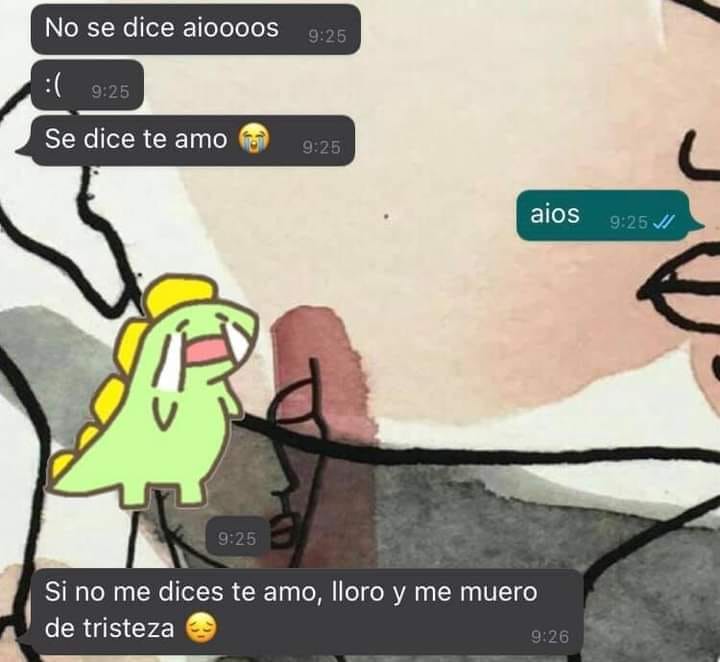 No se dice aioooos 9:25
:( 9:25
Se dice te amo 😭 9:25
aios 9:25
9:25
Si no me dices te amo, lloro y me muero
de tristeza 😔 9:26